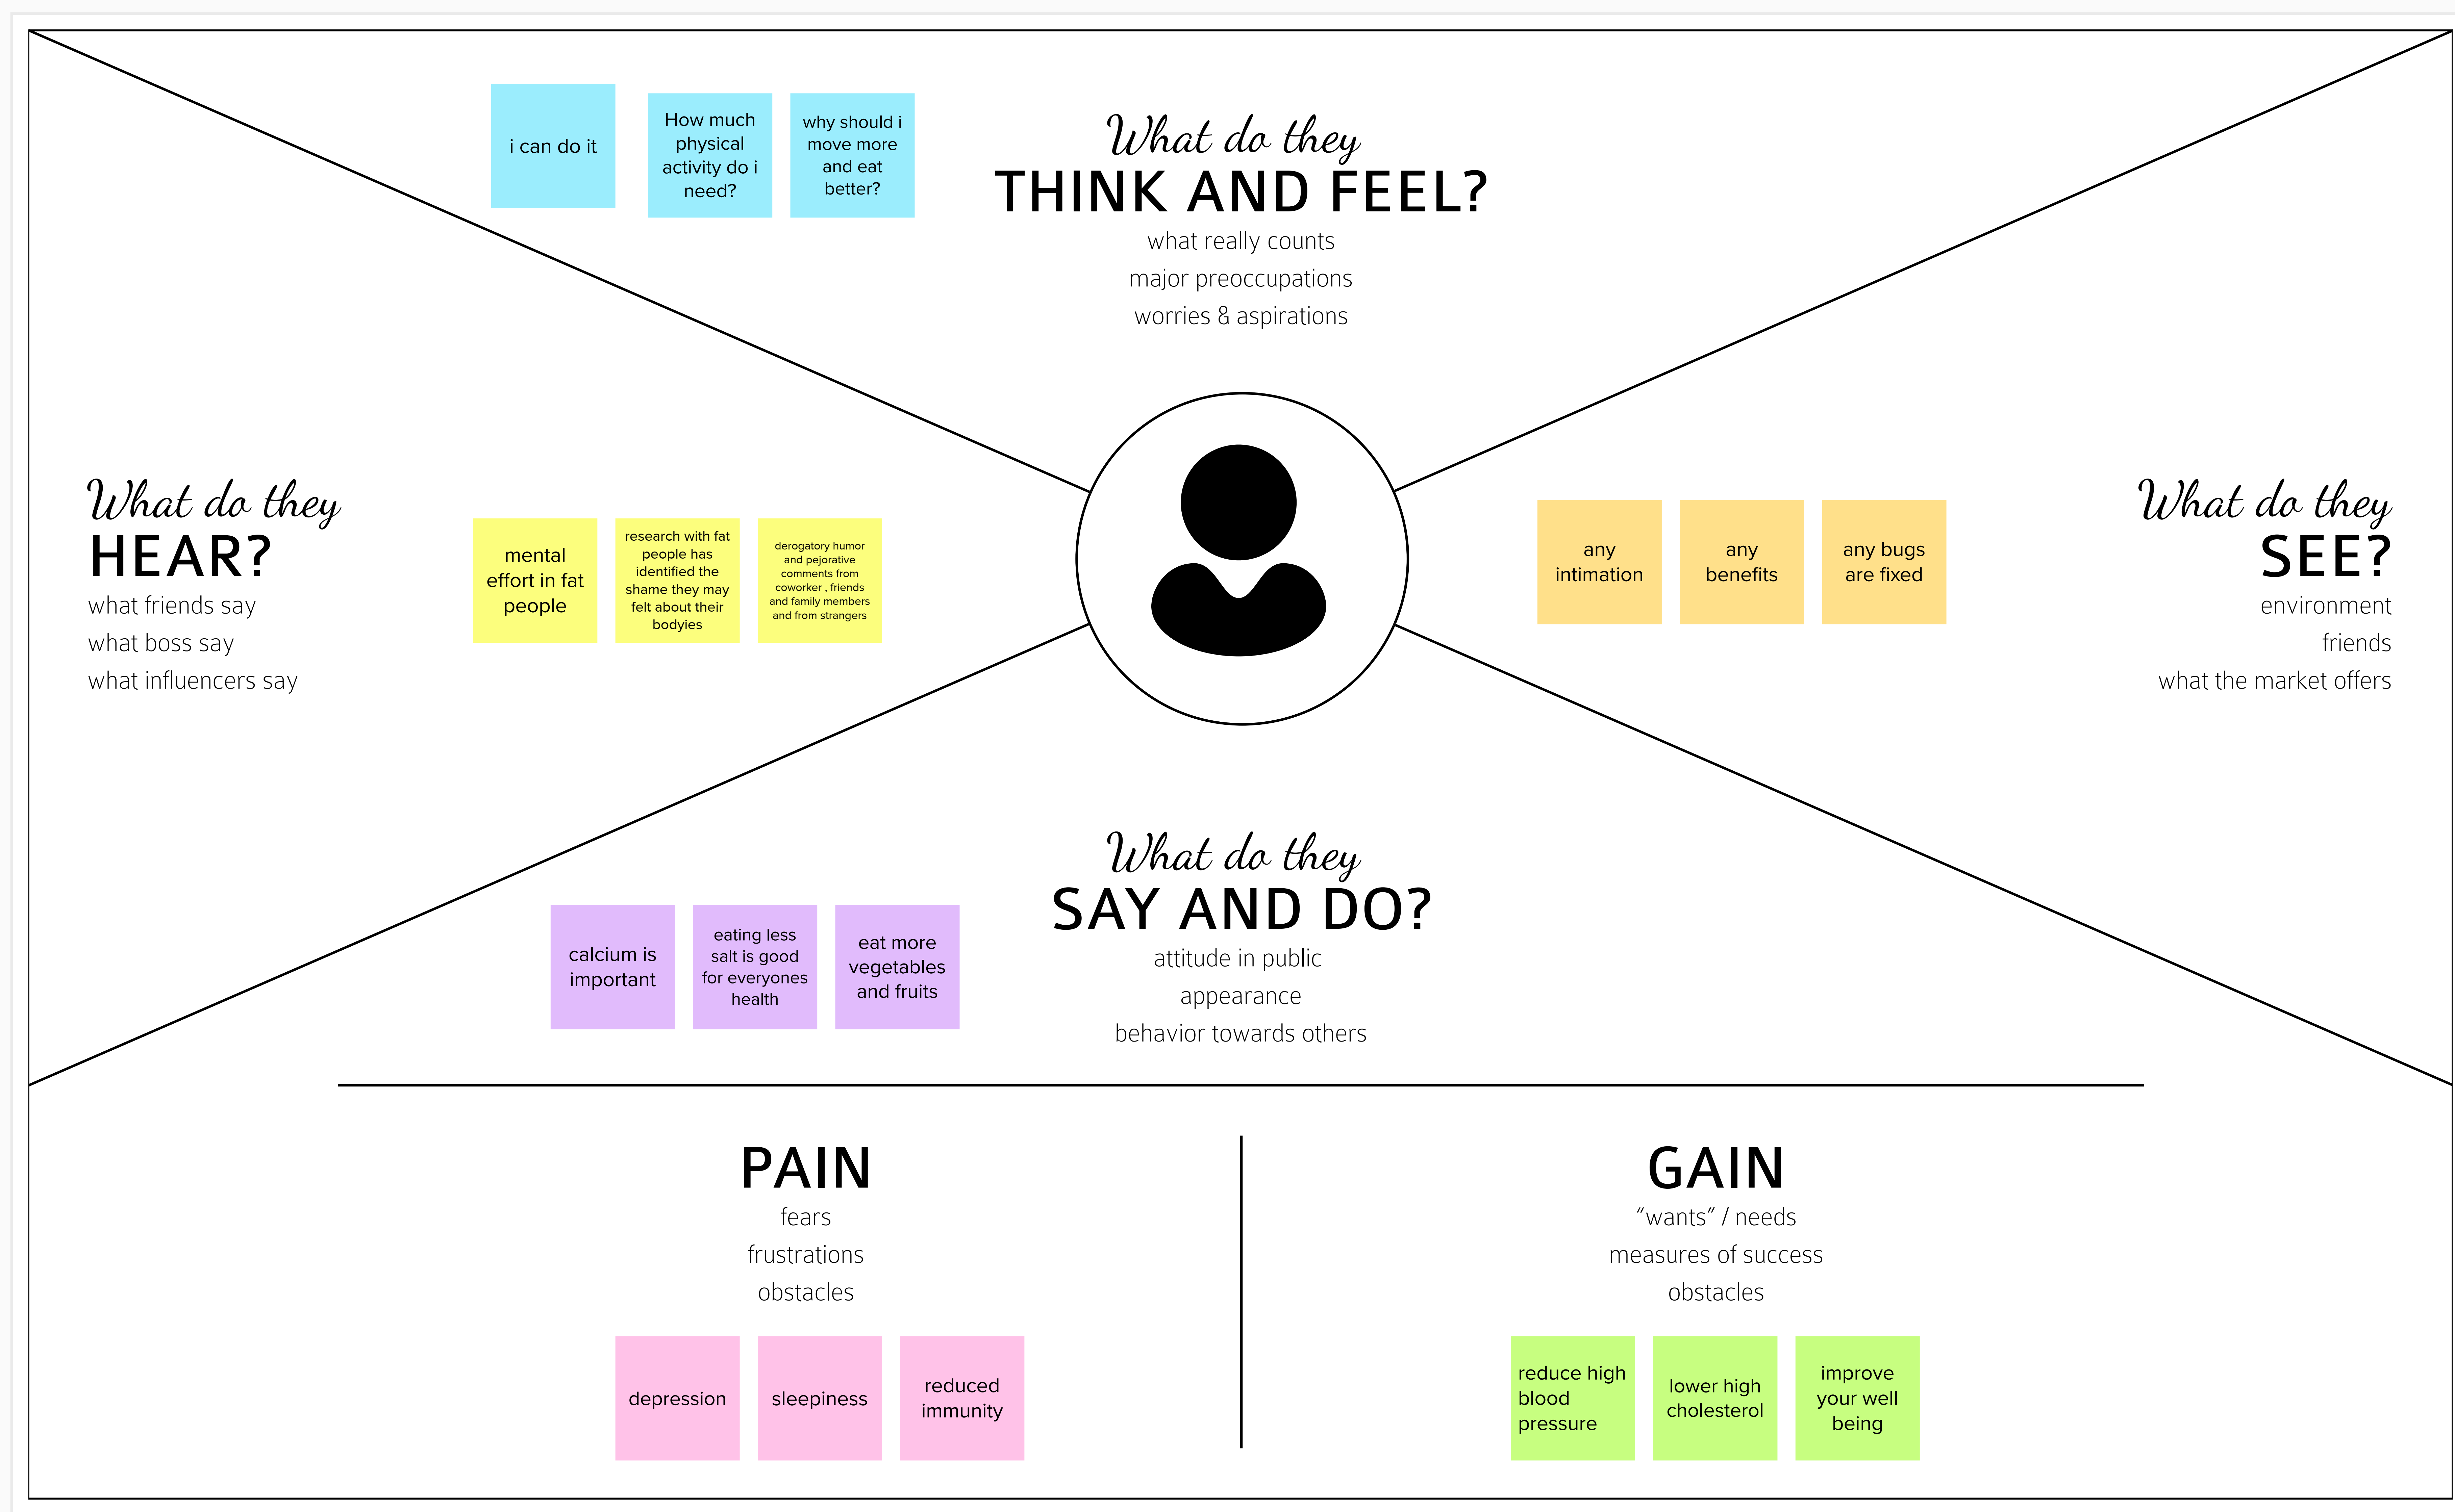 i can do it
How much
physical
activity do i
need?
why should i
move more
and eat
better?
What do they
THINK AND FEEL?
what really counts
major preoccupations
worries & aspirations
What do they
HEAR?
what friends say
what boss say
what influencers say
mental
effort in fat
people
research with fat
people has
identified the
shame they may
felt about their
bodyies
derogatory humor
and pejorative
comments from
coworker , friends
and family members
and from strangers
any
intimation
any
benefits
any bugs
are fixed
What do they
SEE?
environment
friends
what the market offers
What do they
SAY AND DO?
attitude in public
appearance
behavior towards others
calcium is
important
eating less
salt is good
for everyones
health
eat more
vegetables
and fruits
PAIN
fears
frustrations
obstacles
depression
sleepiness
reduced
immunity
GAIN
“wants” / needs
measures of success
obstacles
reduce high
blood
pressure
lower high
cholesterol
improve
your well
being